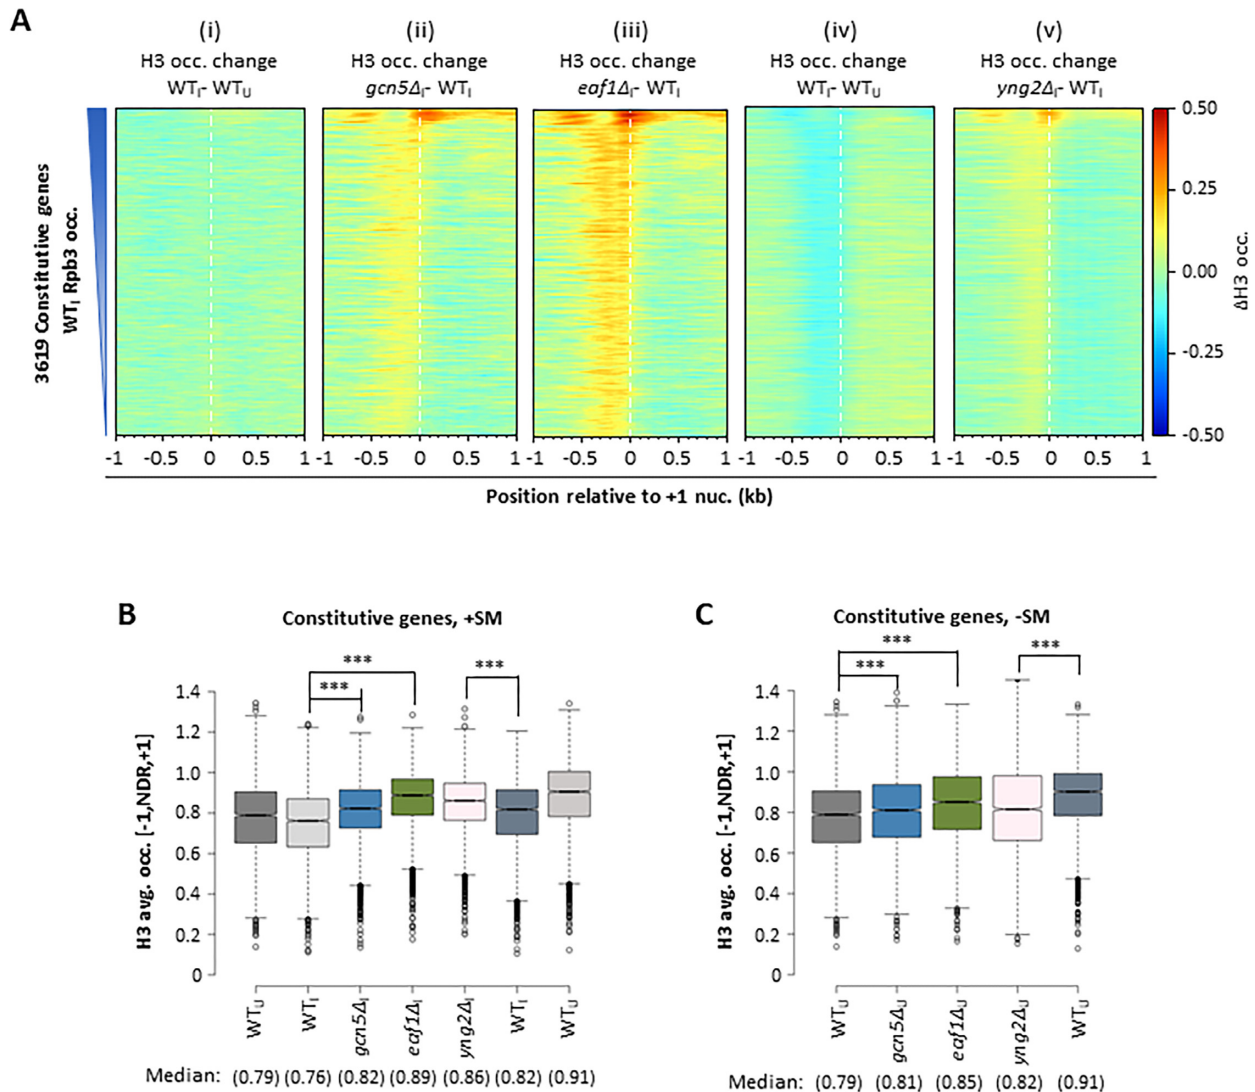 A
(i) (ii) (iii) (iv) (v)
H3 occ. change H3 occ. change H3 occ. change H3 occ. change H3 occ. change
WTI- WTU gcn5ΔI- WTI eaf1ΔI- WTI WTI- WTU yng2ΔI- WTI
3619 Constitutive genes
WTI Rpb3 occ.
0.50
0.25
0.00
-0.25
-0.50
ΔH3 occ.
-1 -0.5 0 0.5 1 -1 -0.5 0 0.5 1 -1 -0.5 0 0.5 1 -1 -0.5 0 0.5 1 -1 -0.5 0 0.5 1
Position relative to +1 nuc. (kb)
B
Constitutive genes, +SM
*** *** ***
H3 avg. occ. [-1,NDR,+1]
1.4
1.2
1.0
0.8
0.6
0.4
0.2
0
WTU WTI gcn5ΔI eaf1ΔI yng2ΔI WTI WTU
Median: (0.79) (0.76) (0.82) (0.89) (0.86) (0.82) (0.91)
C
Constitutive genes, -SM
*** *** ***
H3 avg. occ. [-1,NDR,+1]
1.4
1.2
1.0
0.8
0.6
0.4
0.2
0
WTU gcn5ΔU eaf1ΔU yng2ΔU WTU
Median: (0.79) (0.81) (0.85) (0.82) (0.91)